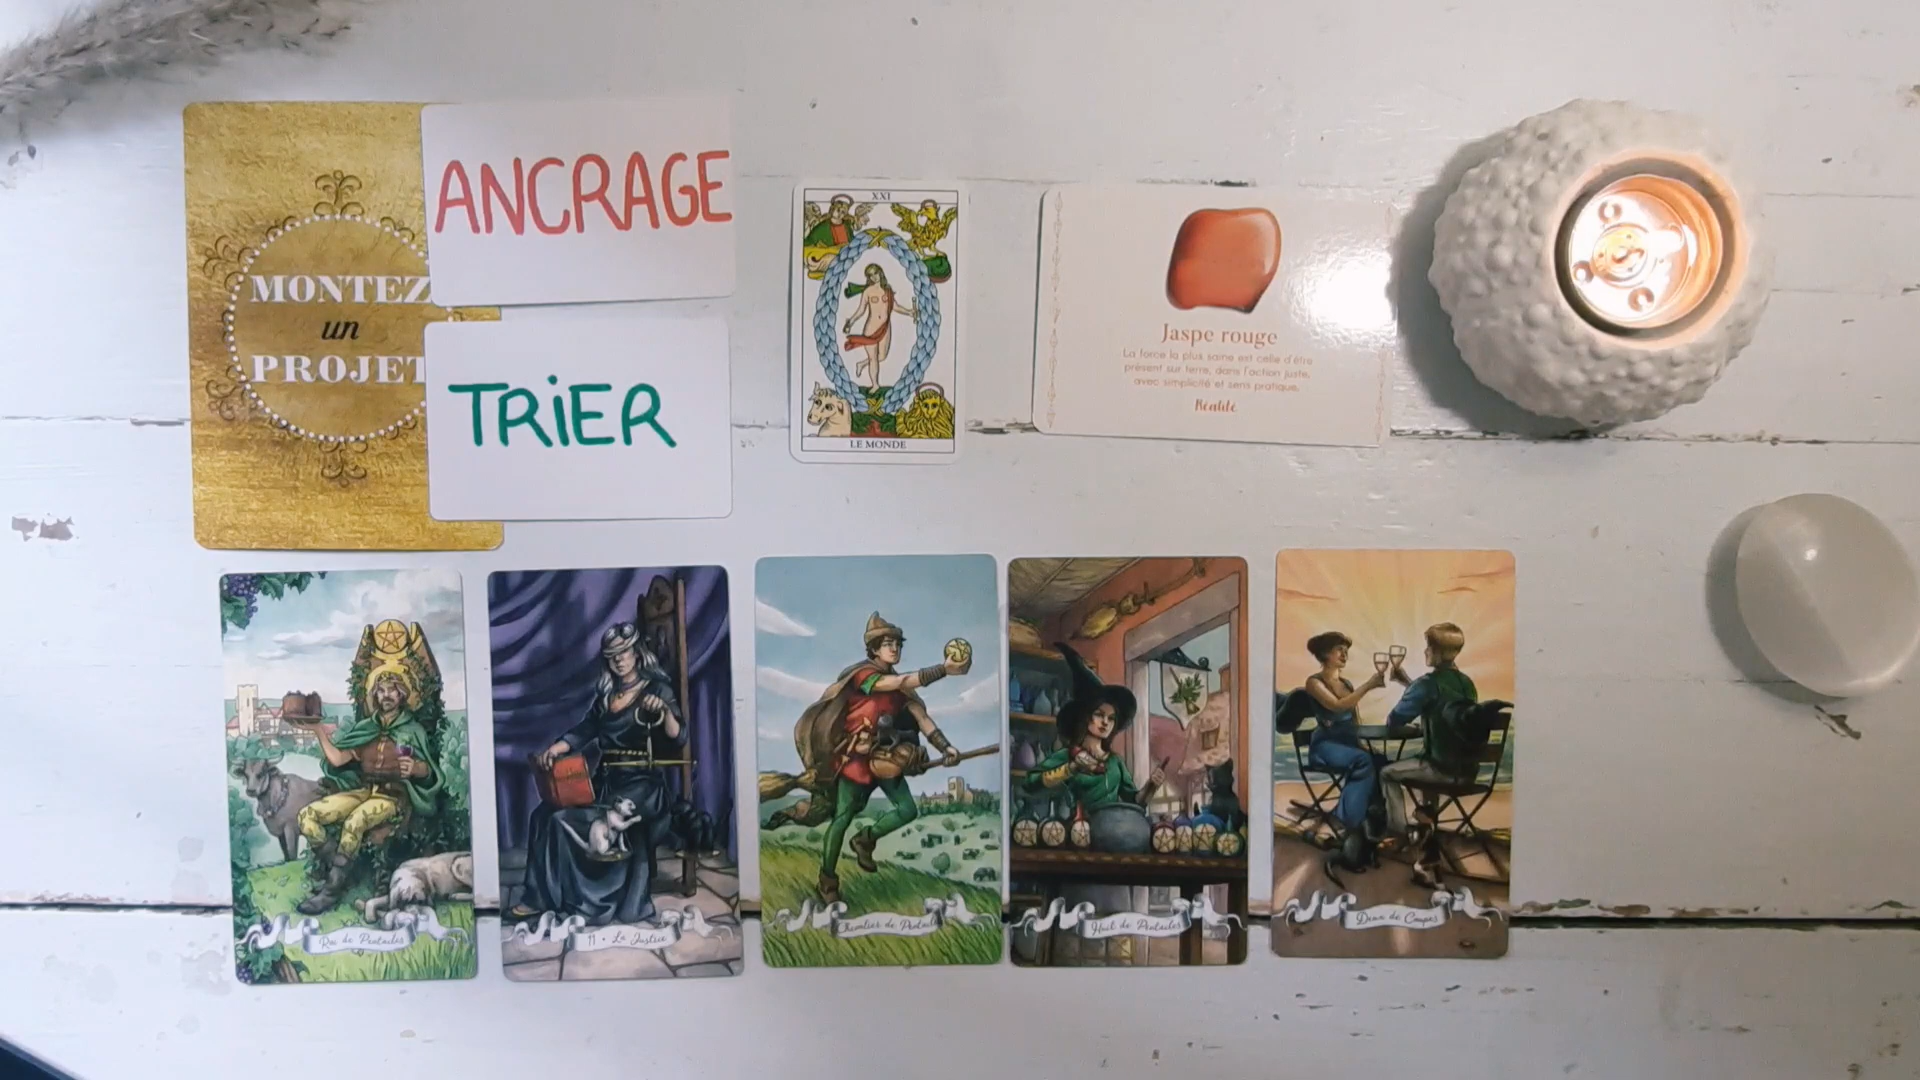 MONTEZ
un
PROJET
ANCRAGE
TRiER
XXI
LE MONDE
Jaspe rouge
La force la plus saine est celle d'être
présent sur terre, dans l'action juste,
avec simplicité et sens pratique.
Réalité
Roi de Pentacles
11 • La Justice
Chevalier de Pentacles
Huit de Pentacles
Deux de Coupes